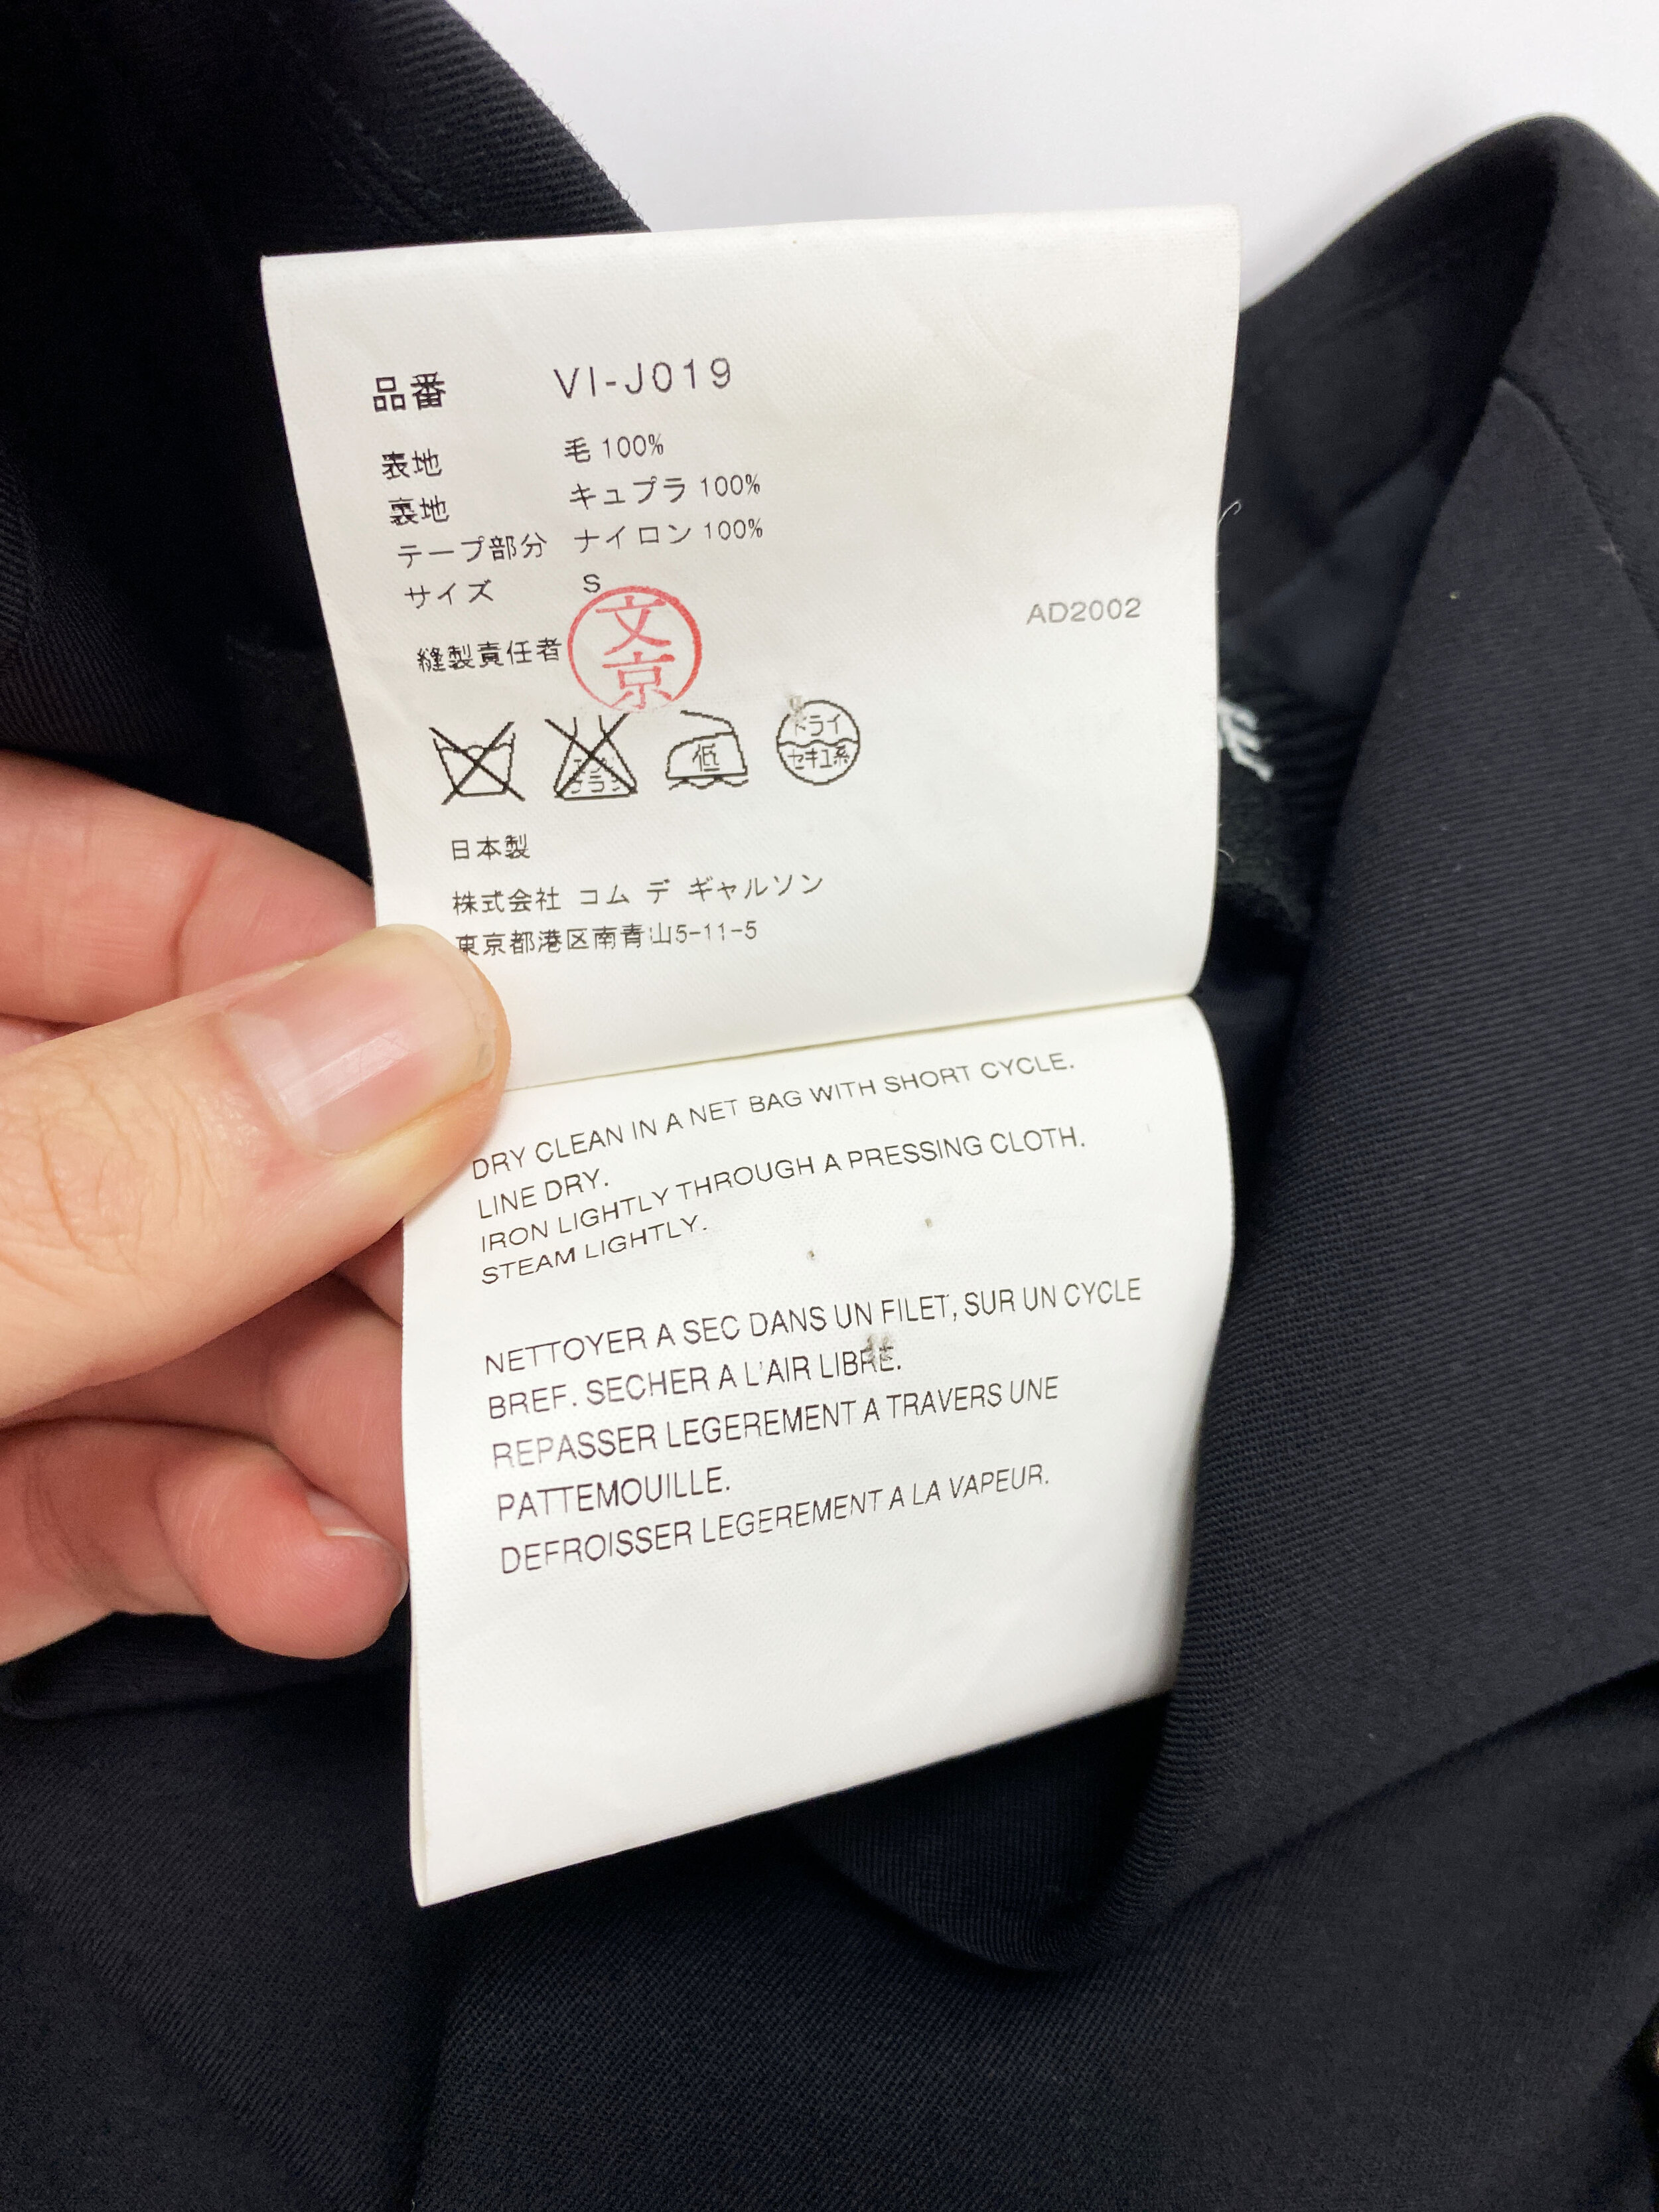 品番 VI-J019
表地 毛 100%
裏地 キュプラ 100%
テープ部分 ナイロン 100%
サイズ S
AD2002
縫製責任者 文京
低
ドライ
セキユ系
日本製
株式会社 コム デ ギャルソン
東京都港区南青山5-11-5
DRY CLEAN IN A NET BAG WITH SHORT CYCLE.
LINE DRY.
IRON LIGHTLY THROUGH A PRESSING CLOTH.
STEAM LIGHTLY.
NETTOYER A SEC DANS UN FILET, SUR UN CYCLE
BREF. SECHER A L'AIR LIBRE.
REPASSER LEGEREMENT A TRAVERS UNE
PATTEMOUILLE.
DEFROISSER LEGEREMENT A LA VAPEUR.